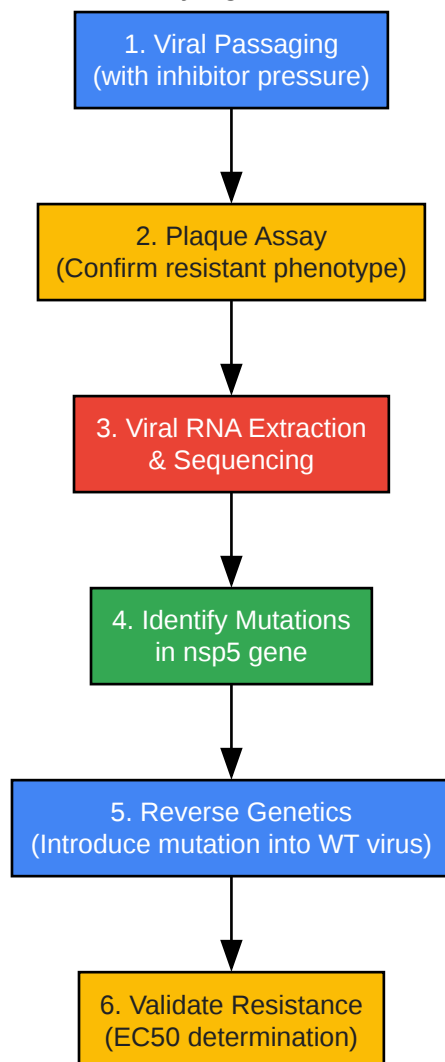 1. Viral Passaging
(with inhibitor pressure)
2. Plaque Assay
(Confirm resistant phenotype)
3. Viral RNA Extraction
& Sequencing
4. Identify Mutations
in nsp5 gene
5. Reverse Genetics
(Introduce mutation into WT virus)
6. Validate Resistance
(EC50 determination)